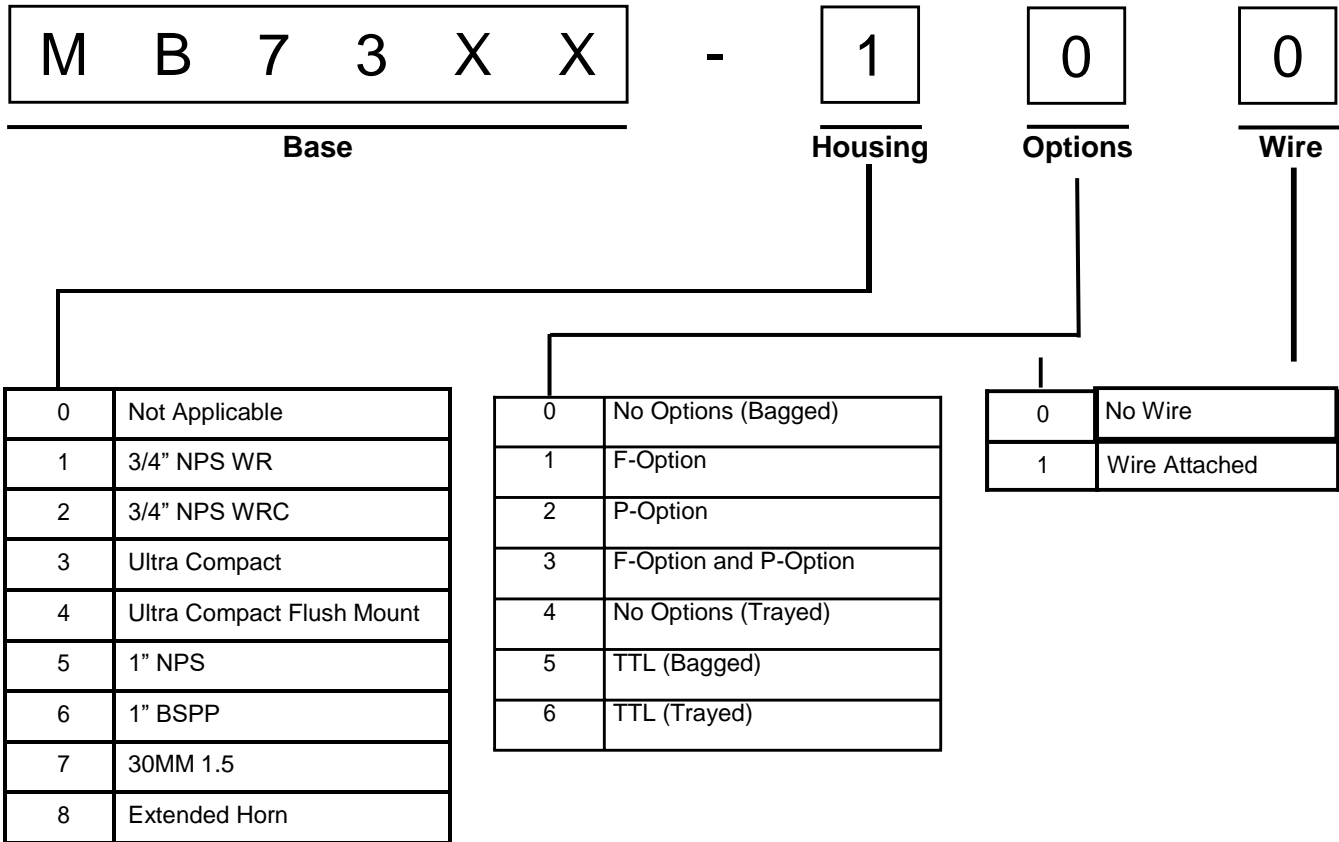 M B 7 3 X X - 1 0 0
Base Housing Options Wire
0 Not Applicable
1 3/4” NPS WR
2 3/4” NPS WRC
3 Ultra Compact
4 Ultra Compact Flush Mount
5 1” NPS
6 1” BSPP
7 30MM 1.5
8 Extended Horn
0 No Options (Bagged)
1 F-Option
2 P-Option
3 F-Option and P-Option
4 No Options (Trayed)
5 TTL (Bagged)
6 TTL (Trayed)
0 No Wire
1 Wire Attached